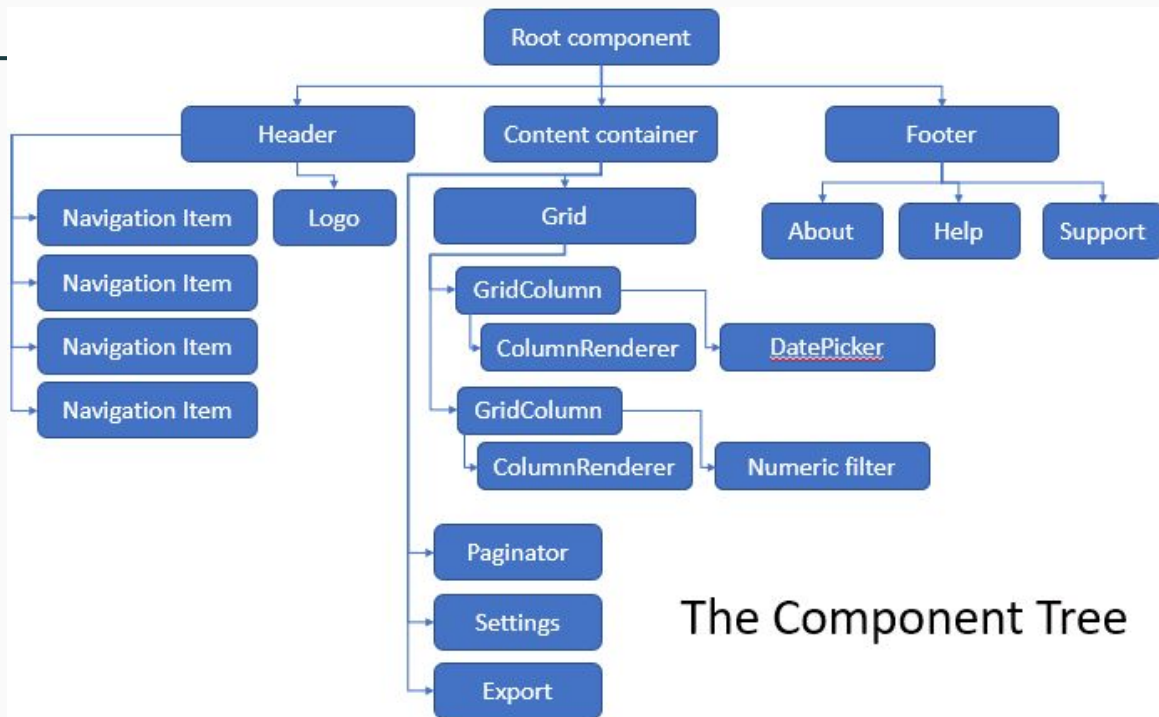 Root component
Header
Content container
Footer
Navigation Item
Logo
Grid
About
Help
Support
Navigation Item
GridColumn
Navigation Item
ColumnRenderer
DatePicker
Navigation Item
GridColumn
ColumnRenderer
Numeric filter
Paginator
Settings
Export
The Component Tree